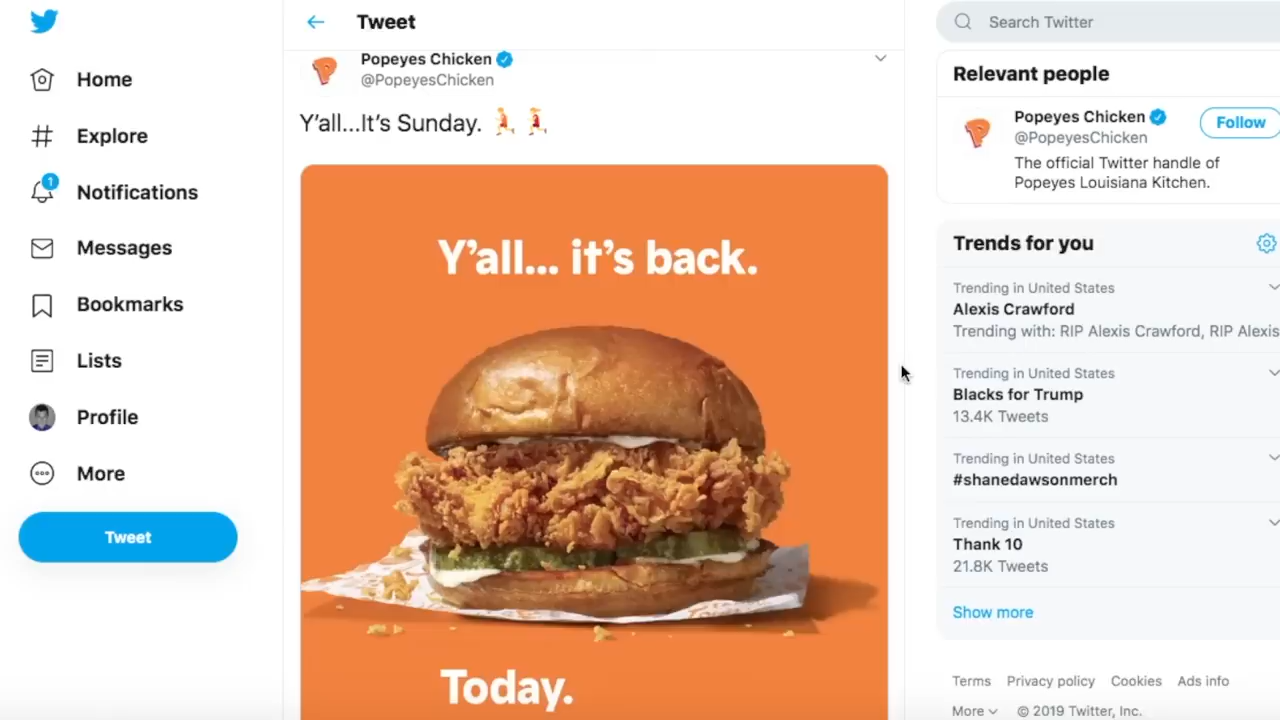 Home
Explore
1
Notifications
Messages
Bookmarks
Lists
Profile
More
Tweet
Tweet
Popeyes Chicken
@PopeyesChicken
Y'all...It's Sunday.
Y'all... it's back.
Today.
Search Twitter
Relevant people
Popeyes Chicken
@PopeyesChicken
Follow
The official Twitter handle of
Popeyes Louisiana Kitchen.
Trends for you
Trending in United States
Alexis Crawford
Trending with: RIP Alexis Crawford, RIP Alexis
Trending in United States
Blacks for Trump
13.4K Tweets
Trending in United States
#shanedawsonmerch
Trending in United States
Thank 10
21.8K Tweets
Show more
Terms Privacy policy Cookies Ads info
More © 2019 Twitter, Inc.